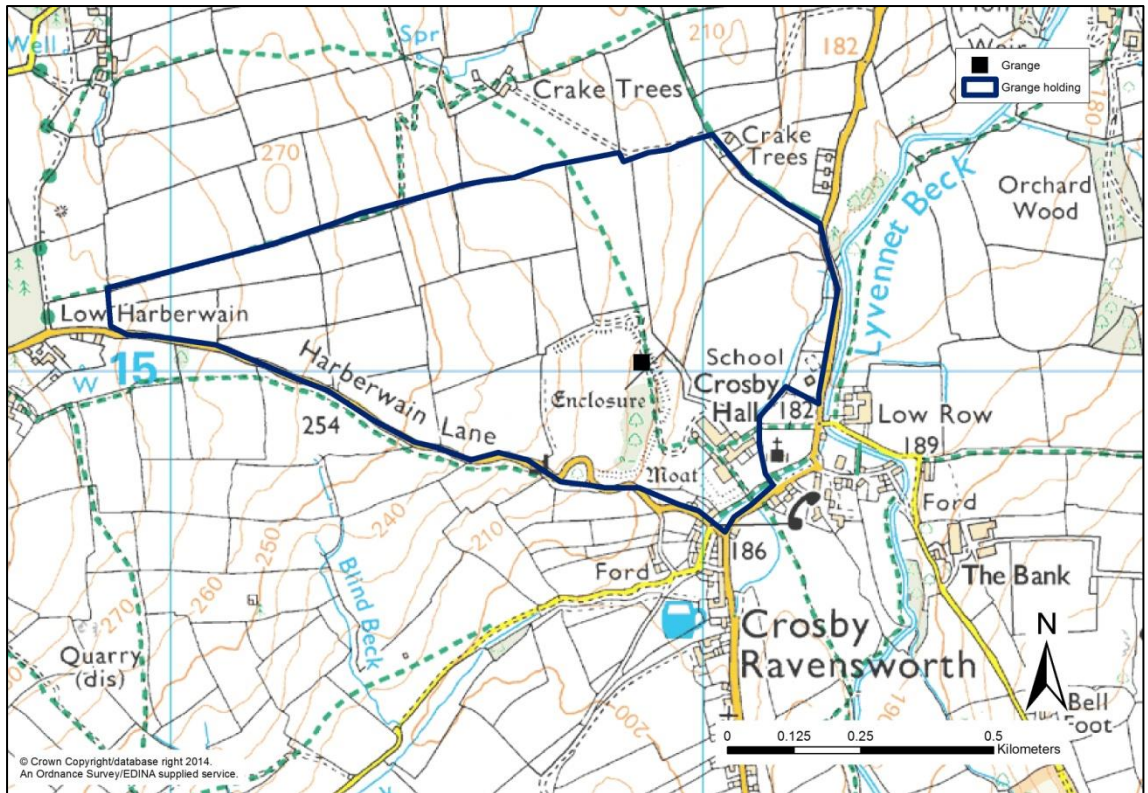 Well
Spr
210
182
Weir
Grange
Grange holding
180
Crake Trees
270
Crake
Trees
Orchard
Wood
Lyvennet Beck
Low Harberwain
W
15
Harberwain Lane
254
School
Crosby
Hall
182
Enclosure
Moat
Low Row
189
Ford
240
250
260
270
210
Blind Beck
Ford
186
The Bank
Crosby
Ravensworth
Quarry
(dis)
200
190
N
Bell
Foot
0
0.125
0.25
0.5
Kilometers
© Crown Copyright/database right 2014.
An Ordnance Survey/EDINA supplied service.